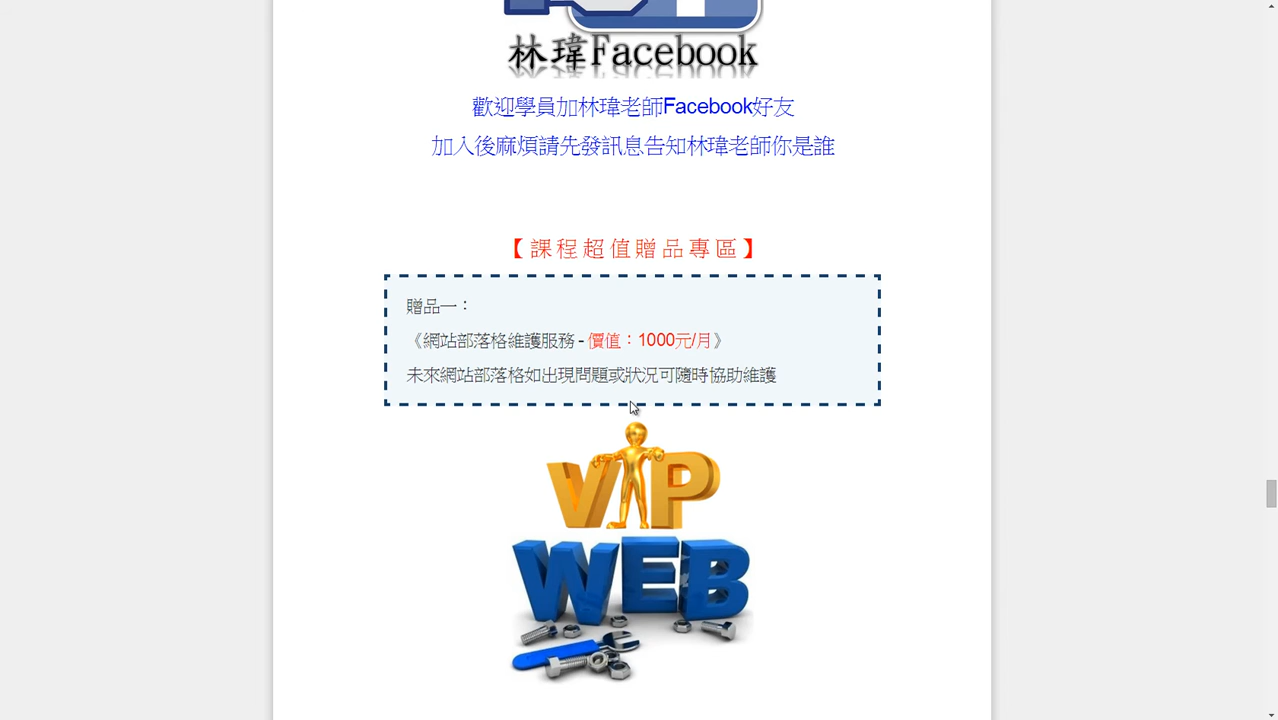 林瑋Facebook
歡迎學員加林瑋老師Facebook好友
加入後麻煩請先發訊息告知林瑋老師你是誰
【課程超值贈品專區】
贈品一：
《網站部落格維護服務 - 價值：1000元/月》
未來網站部落格如出現問題或狀況可隨時協助維護
VIP
WEB